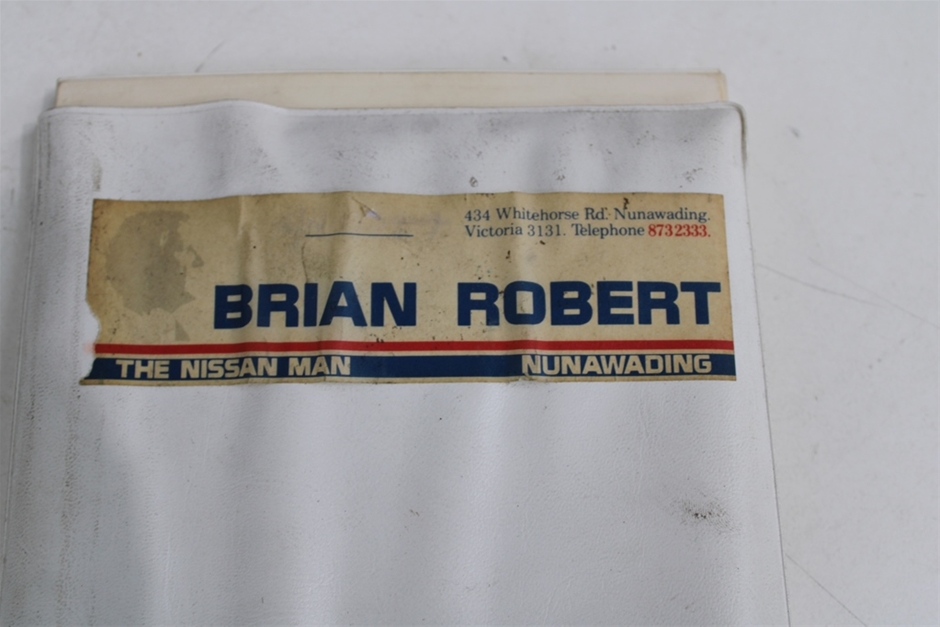 434 Whitehorse Rd. Nunawading.
Victoria 3131. Telephone 8732333.
BRIAN ROBERT
THE NISSAN MAN NUNAWADING